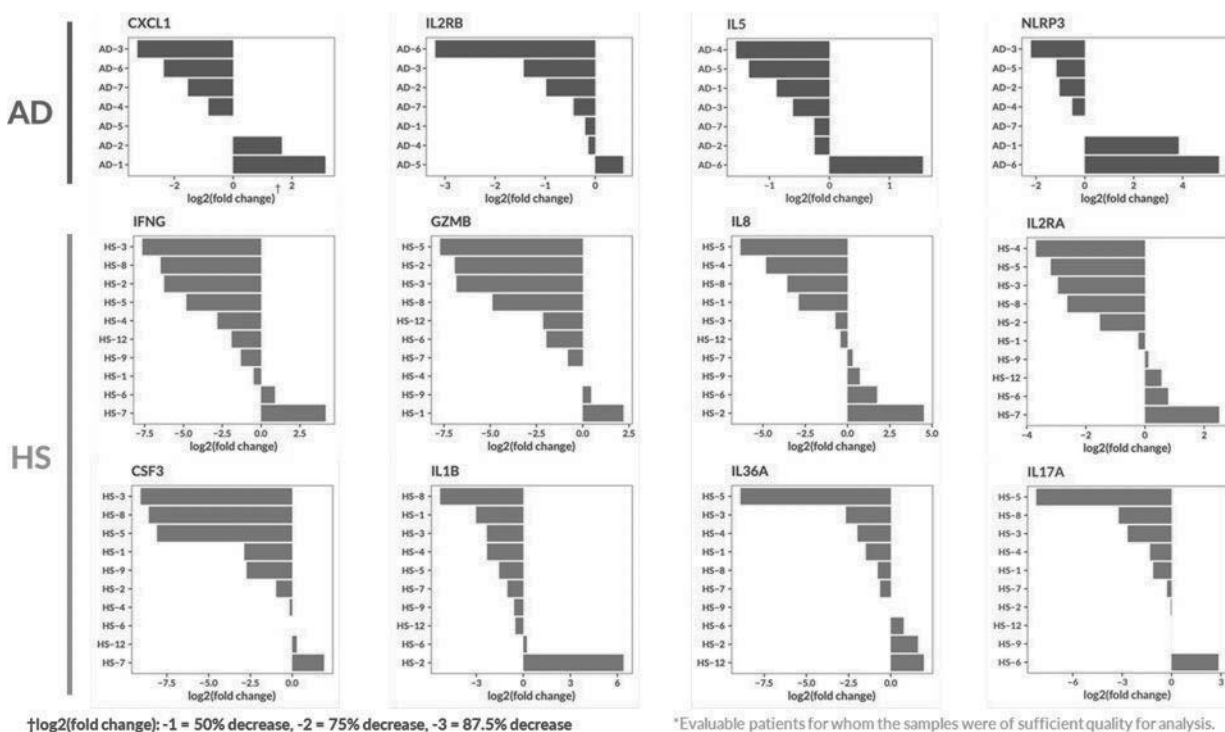 AD
CXCL1
AD-3
AD-6
AD-7
AD-4
AD-5
AD-2
AD-1
−2 0 2
log2(fold change)†
IL2RB
AD-6
AD-3
AD-2
AD-7
AD-1
AD-4
AD-5
−3 −2 −1 0
log2(fold change)
IL5
AD-4
AD-5
AD-1
AD-3
AD-7
AD-2
AD-6
−1 0 1
log2(fold change)
NLRP3
AD-3
AD-5
AD-2
AD-4
AD-7
AD-1
AD-6
−2 0 2 4
log2(fold change)
HS
IFNG
HS-3
HS-8
HS-2
HS-5
HS-4
HS-12
HS-9
HS-1
HS-6
HS-7
−7.5 −5.0 −2.5 0.0 2.5
log2(fold change)
GZMB
HS-5
HS-2
HS-3
HS-8
HS-12
HS-6
HS-7
HS-4
HS-9
HS-1
−7.5 −5.0 −2.5 0.0 2.5
log2(fold change)
IL8
HS-5
HS-4
HS-8
HS-1
HS-3
HS-12
HS-7
HS-9
HS-6
HS-2
−5.0 −2.5 0.0 2.5 5.0
log2(fold change)
IL2RA
HS-4
HS-5
HS-3
HS-8
HS-2
HS-1
HS-9
HS-12
HS-6
HS-7
−4 −2 0 2
log2(fold change)
CSF3
HS-3
HS-8
HS-5
HS-1
HS-9
HS-2
HS-4
HS-6
HS-12
HS-7
−7.5 −5.0 −2.5 0.0
log2(fold change)
IL1B
HS-8
HS-1
HS-3
HS-4
HS-5
HS-7
HS-9
HS-12
HS-6
HS-2
−3 0 3 6
log2(fold change)
IL36A
HS-5
HS-3
HS-4
HS-1
HS-8
HS-7
HS-9
HS-6
HS-2
HS-12
−7.5 −5.0 −2.5 0.0
log2(fold change)
IL17A
HS-5
HS-8
HS-3
HS-4
HS-1
HS-7
HS-2
HS-12
HS-9
HS-6
−6 −3 0 3
log2(fold change)
†log2(fold change): -1 = 50% decrease, -2 = 75% decrease, -3 = 87.5% decrease
*Evaluable patients for whom the samples were of sufficient quality for analysis.